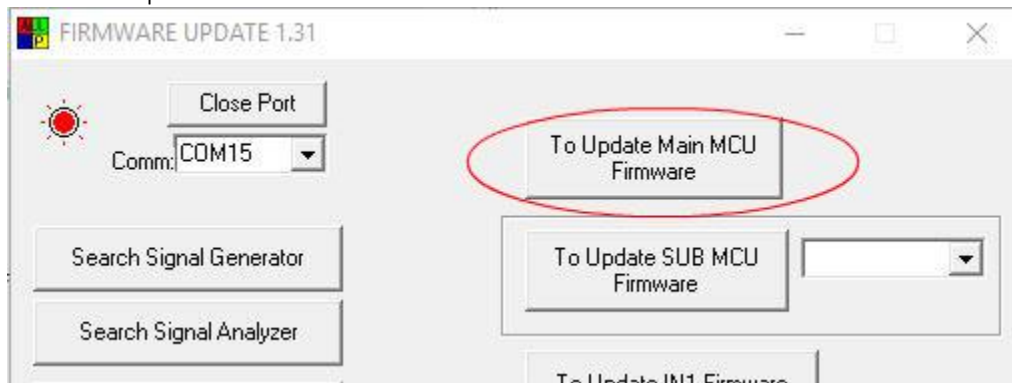 FIRMWARE UPDATE 1.31
Close Port
Comm: COM15
To Update Main MCU
Firmware
Search Signal Generator
To Update SUB MCU
Firmware
Search Signal Analyzer
To Update IN1 Firmware